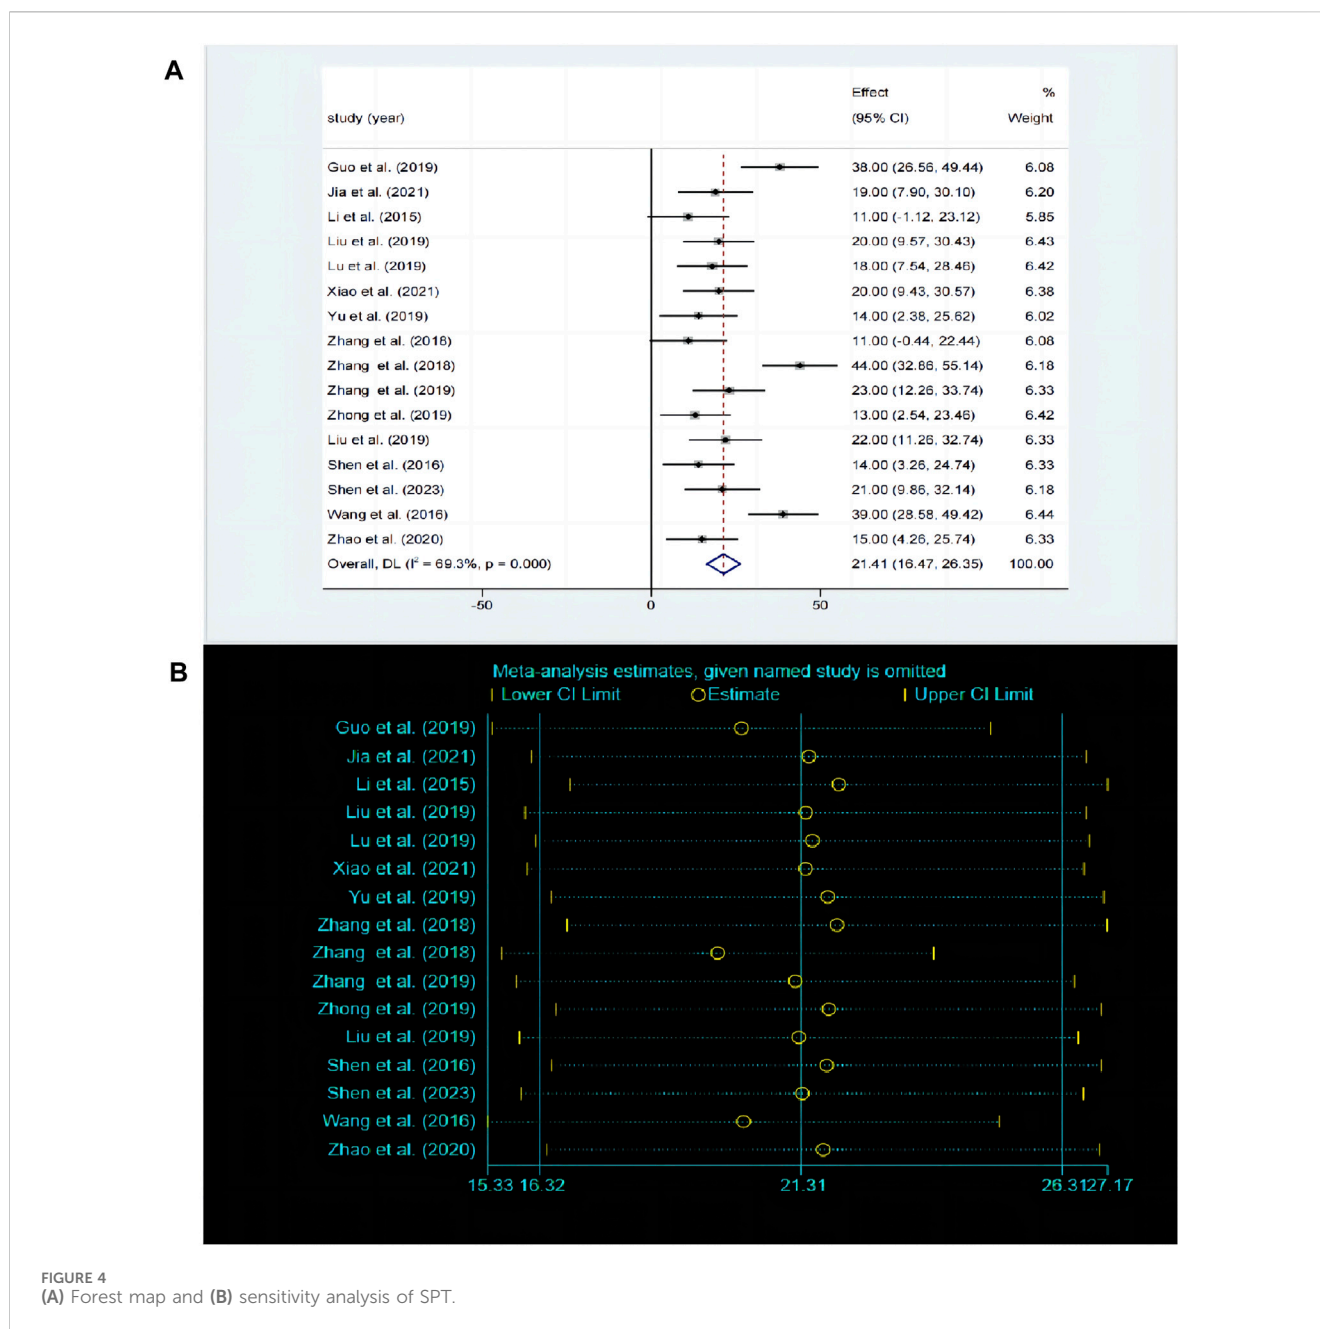 A
Effect %
study (year) (95% CI) Weight
Guo et al. (2019) 38.00 (26.56, 49.44) 6.08
Jia et al. (2021) 19.00 (7.90, 30.10) 6.20
Li et al. (2015) 11.00 (-1.12, 23.12) 5.85
Liu et al. (2019) 20.00 (9.57, 30.43) 6.43
Lu et al. (2019) 18.00 (7.54, 28.46) 6.42
Xiao et al. (2021) 20.00 (9.43, 30.57) 6.38
Yu et al. (2019) 14.00 (2.38, 25.62) 6.02
Zhang et al. (2018) 11.00 (-0.44, 22.44) 6.08
Zhang et al. (2018) 44.00 (32.86, 55.14) 6.18
Zhang et al. (2019) 23.00 (12.26, 33.74) 6.33
Zhong et al. (2019) 13.00 (2.54, 23.46) 6.42
Liu et al. (2019) 22.00 (11.26, 32.74) 6.33
Shen et al. (2016) 14.00 (3.26, 24.74) 6.33
Shen et al. (2023) 21.00 (9.86, 32.14) 6.18
Wang et al. (2016) 39.00 (28.58, 49.42) 6.44
Zhao et al. (2020) 15.00 (4.26, 25.74) 6.33
Overall, DL (I² = 69.3%, p = 0.000) 21.41 (16.47, 26.35) 100.00
-50 0 50
B
Meta-analysis estimates, given named study is omitted
Lower CI Limit Estimate Upper CI Limit
Guo et al. (2019)
Jia et al. (2021)
Li et al. (2015)
Liu et al. (2019)
Lu et al. (2019)
Xiao et al. (2021)
Yu et al. (2019)
Zhang et al. (2018)
Zhang et al. (2018)
Zhang et al. (2019)
Zhong et al. (2019)
Liu et al. (2019)
Shen et al. (2016)
Shen et al. (2023)
Wang et al. (2016)
Zhao et al. (2020)
15.33 16.32 21.31 26.31 27.17
FIGURE 4
(A) Forest map and (B) sensitivity analysis of SPT.